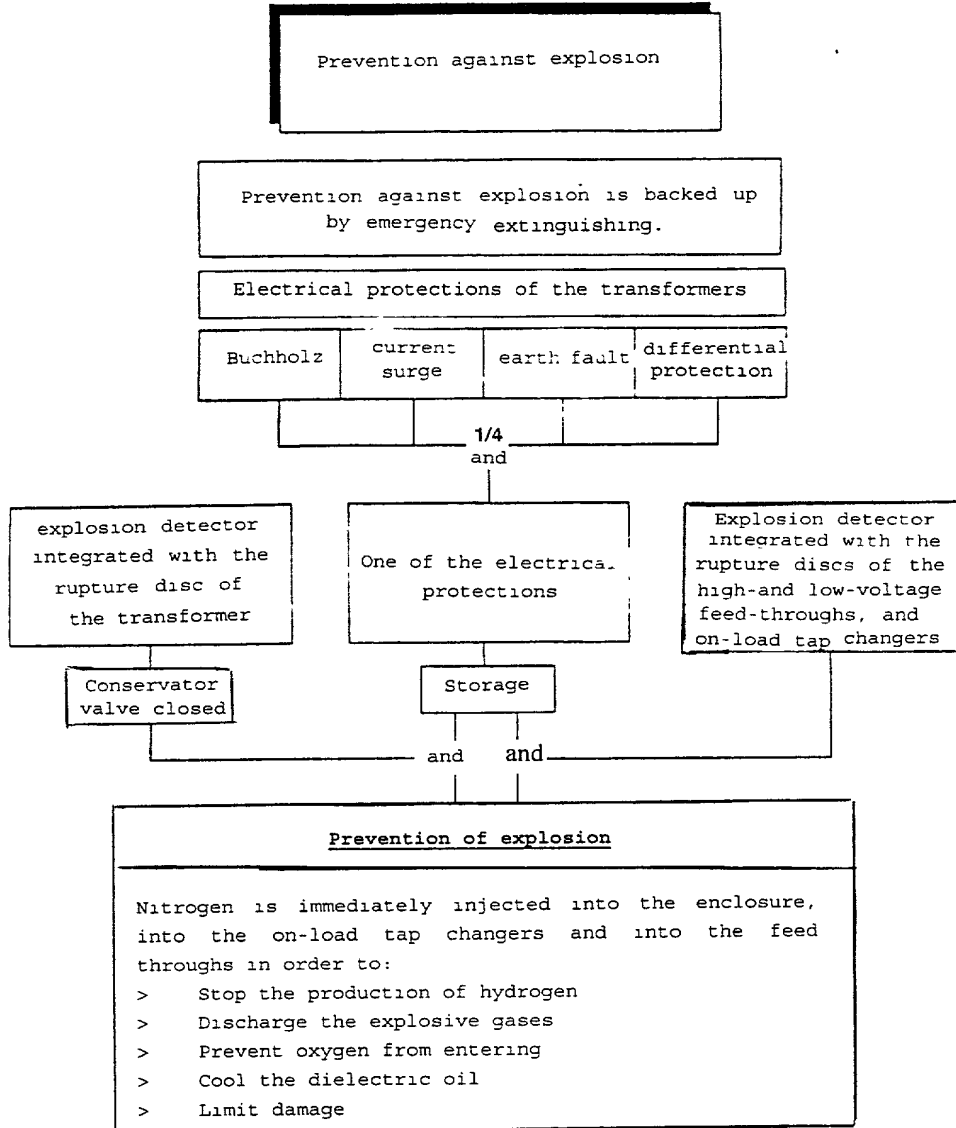 Prevention against explosion
Prevention against explosion is backed up
by emergency extinguishing.
Electrical protections of the transformers
Buchholz
current
surge
earth fault
differential
protection
1/4
and
explosion detector
integrated with the
rupture disc of
the transformer
One of the electrical
protections
Explosion detector
integrated with the
rupture discs of the
high-and low-voltage
feed-throughs, and
on-load tap changers
Conservator
valve closed
Storage
and and
Prevention of explosion
Nitrogen is immediately injected into the enclosure,
into the on-load tap changers and into the feed
throughs in order to:
> Stop the production of hydrogen
> Discharge the explosive gases
> Prevent oxygen from entering
> Cool the dielectric oil
> Limit damage